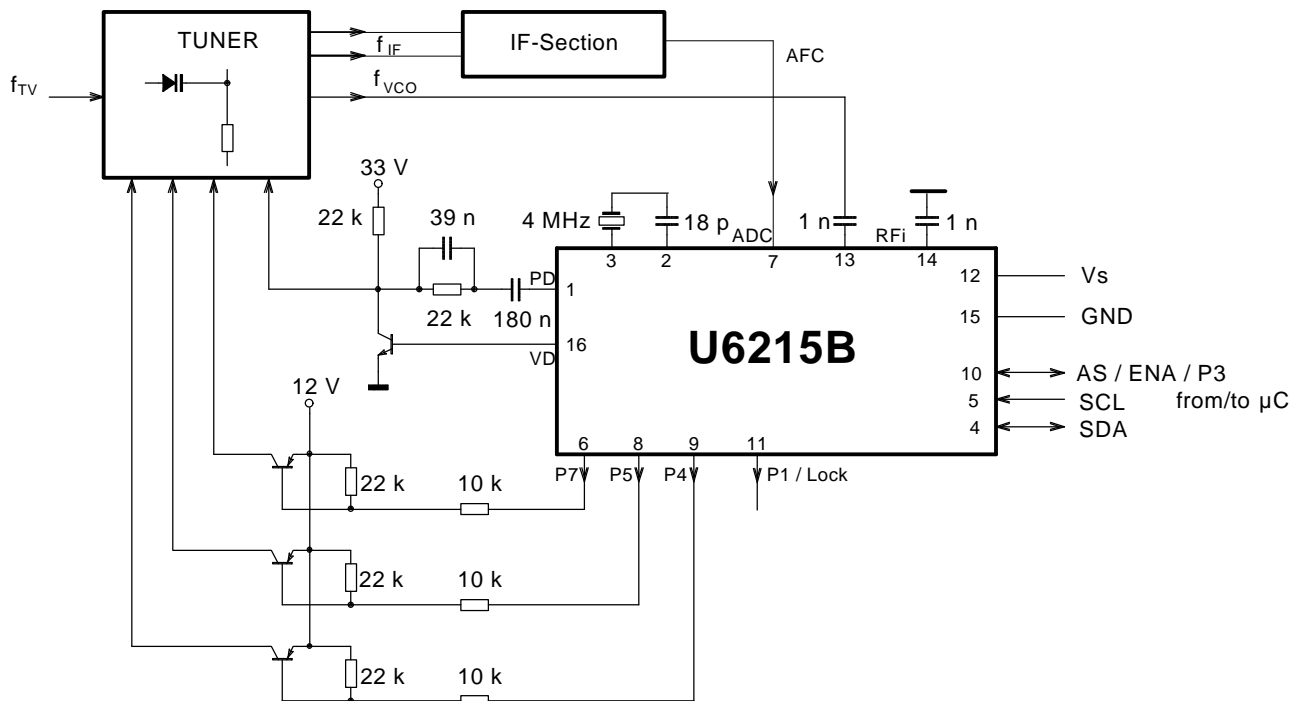 TUNER
IF-Section
f IF
AFC
f TV
f VCO
33 V
22 k
39 n
4 MHz
18 p
ADC
1 n
RFi
1 n
3
2
7
13
14
PD
1
12
Vs
22 k
180 n
15
GND
U6215B
16
VD
12 V
10
AS / ENA / P3
5
SCL
from/to µC
4
SDA
6
8
9
11
P7
P5
P4
P1 / Lock
22 k
10 k
22 k
10 k
22 k
10 k